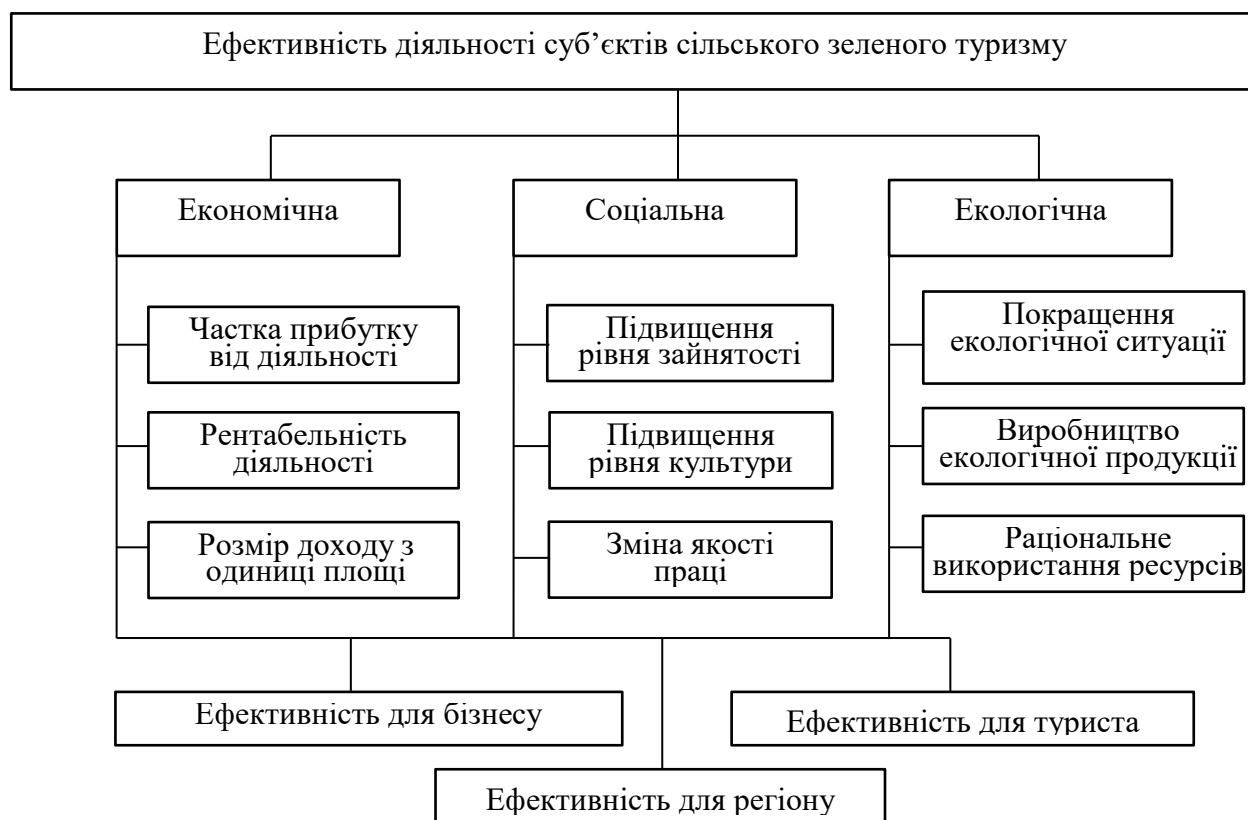 Ефективність діяльності суб’єктів сільського зеленого туризму
Економічна
Соціальна
Екологічна
Частка прибутку
від діяльності
Підвищення
рівня зайнятості
Покращення
екологічної ситуації
Рентабельність
діяльності
Підвищення
рівня культури
Виробництво
екологічної продукції
Розмір доходу з
одиниці площі
Зміна якості
праці
Раціональне
використання ресурсів
Ефективність для бізнесу
Ефективність для туриста
Ефективність для регіону